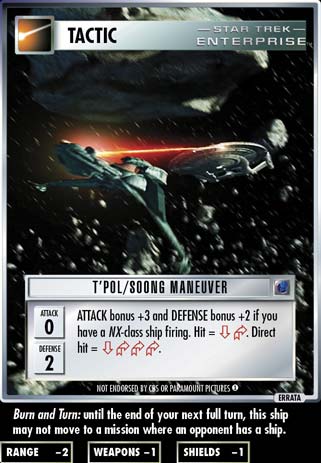 TACTIC
STAR TREK
ENTERPRISE
T'POL/SOONG MANEUVER
ATTACK
0
DEFENSE
2
ATTACK bonus +3 and DEFENSE bonus +2 if you
have a NX-class ship firing. Hit = . Direct
hit = .
NOT ENDORSED BY CBS OR PARAMOUNT PICTURES
ERRATA
Burn and Turn: until the end of your next full turn, this ship
may not move to a mission where an opponent has a ship.
RANGE -2 WEAPONS -1 SHIELDS -1